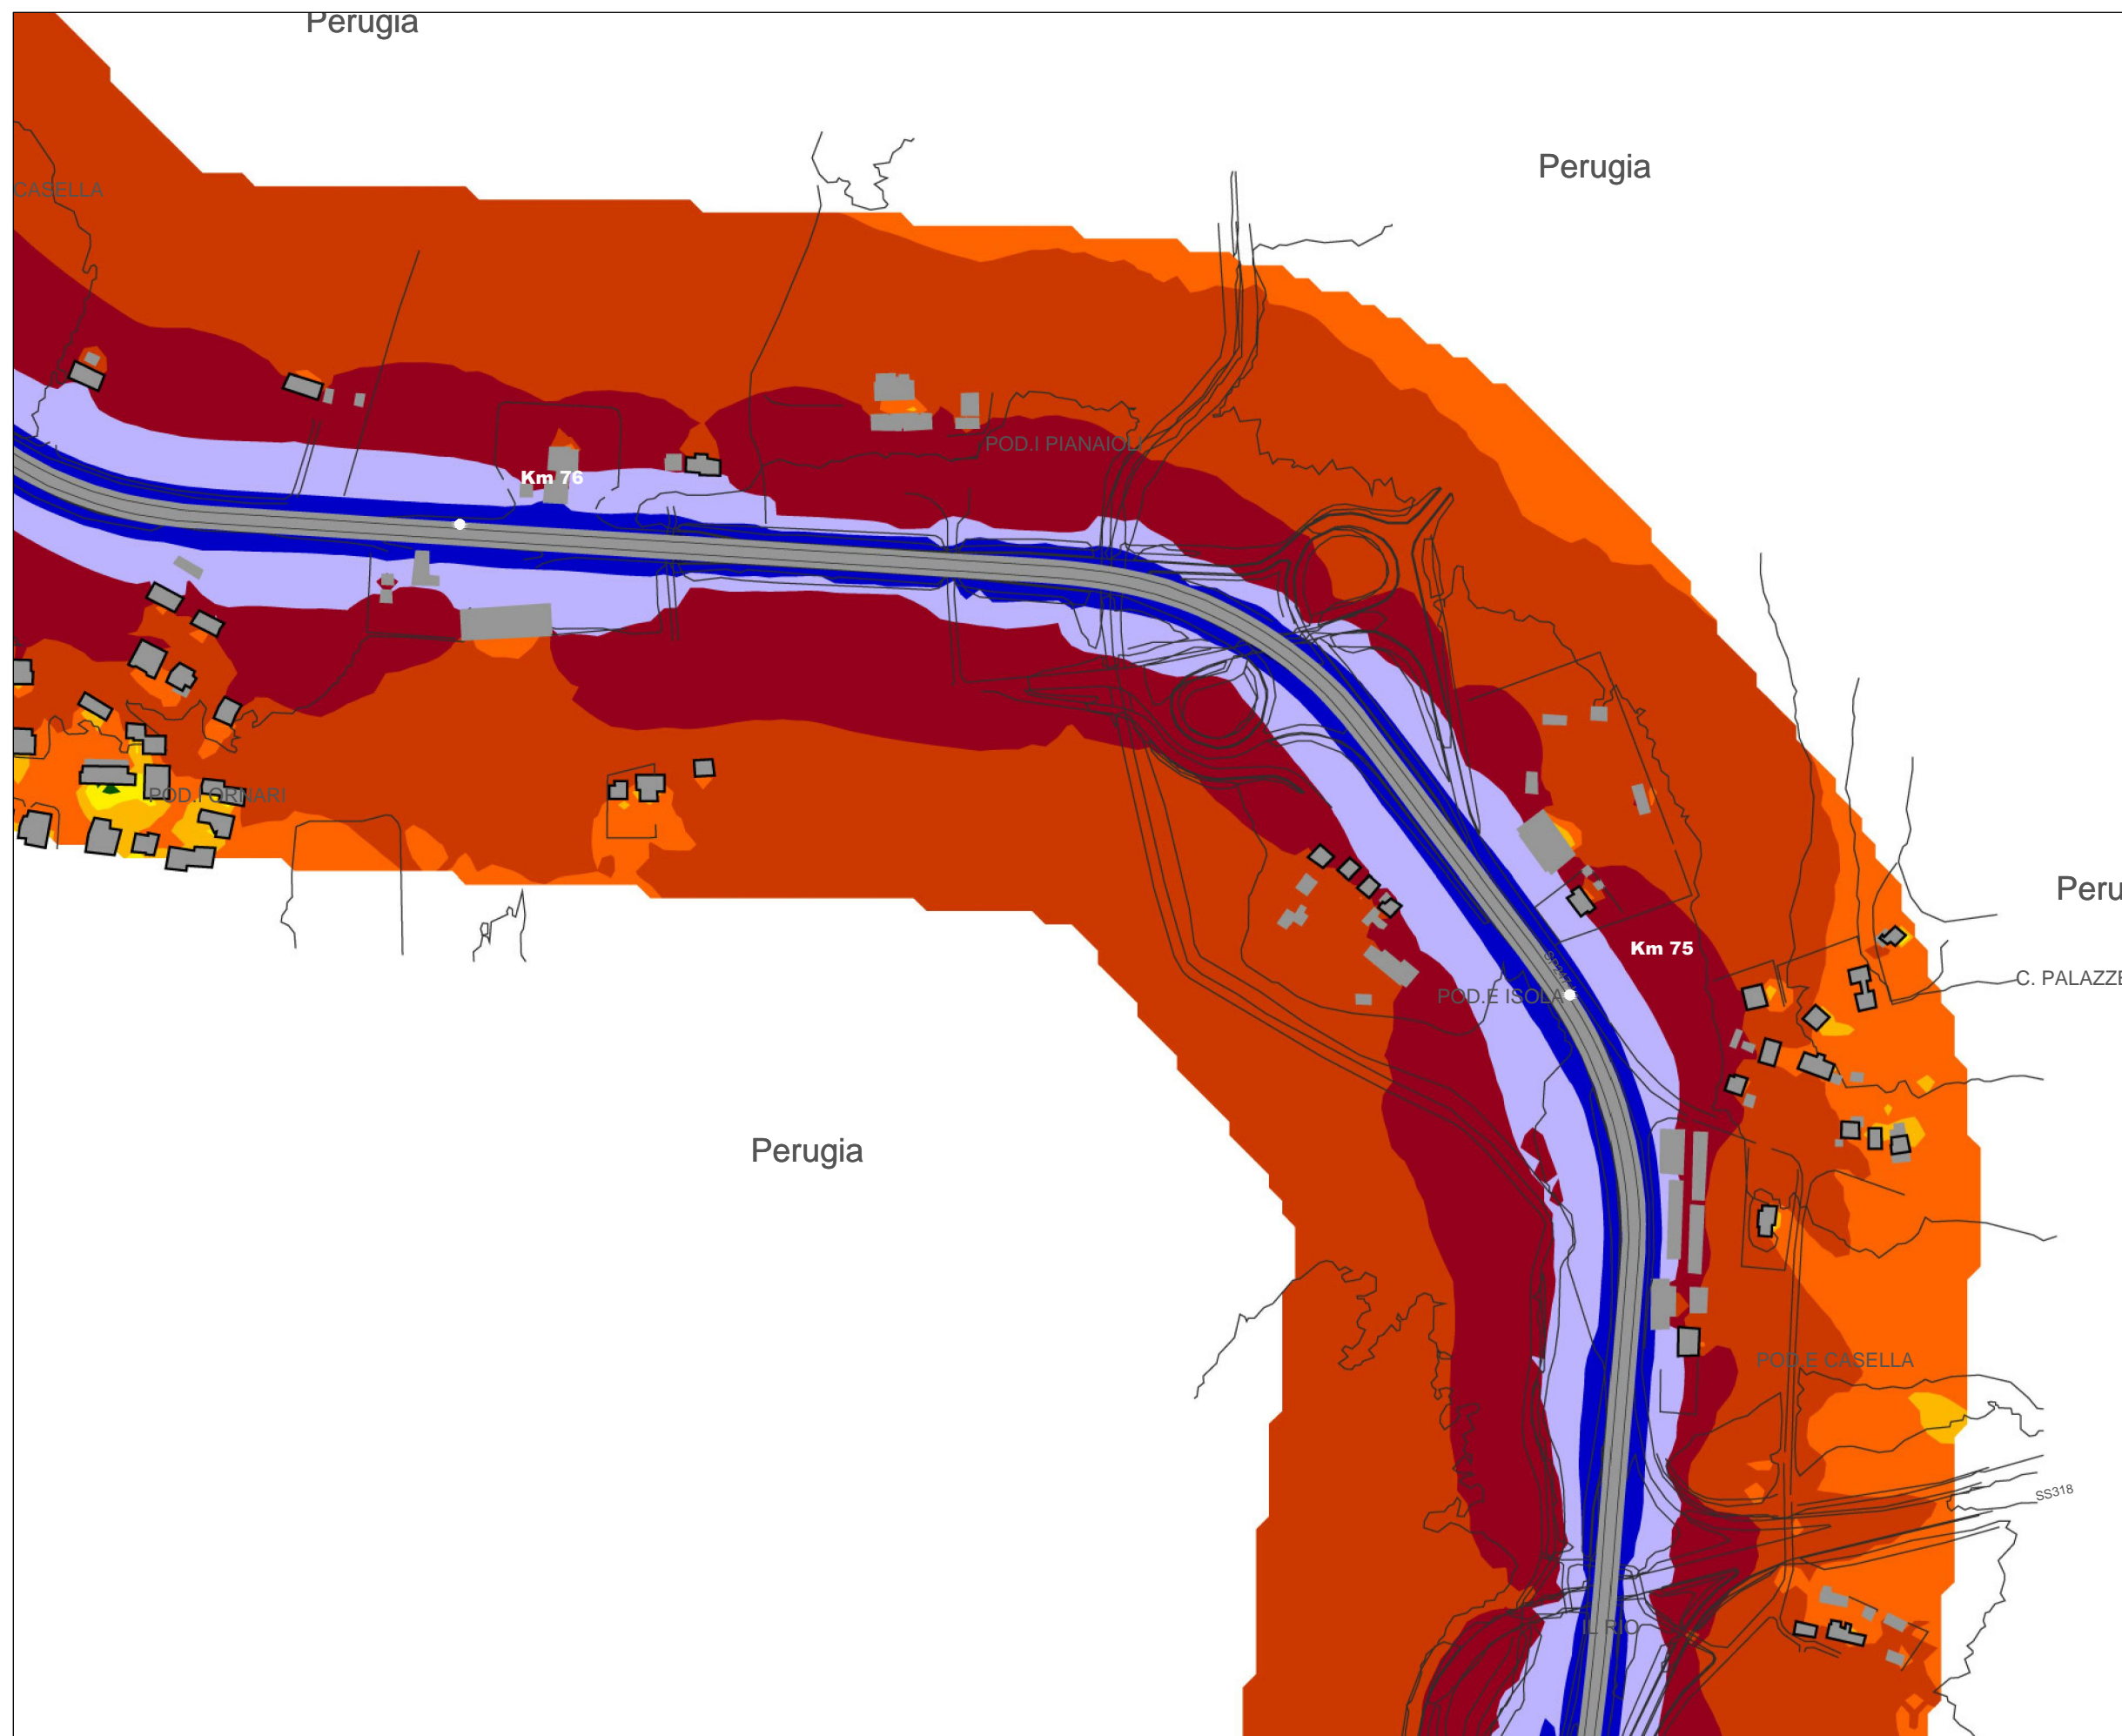 Perugia
Perugia
CASELLA
POD.I PIANAIOLI
Km 76
POD.I ORNARI
Peru
Km 75
C. PALAZZE
POD.E ISOLA
Perugia
POD.E CASELLA
SS318
IL RIO